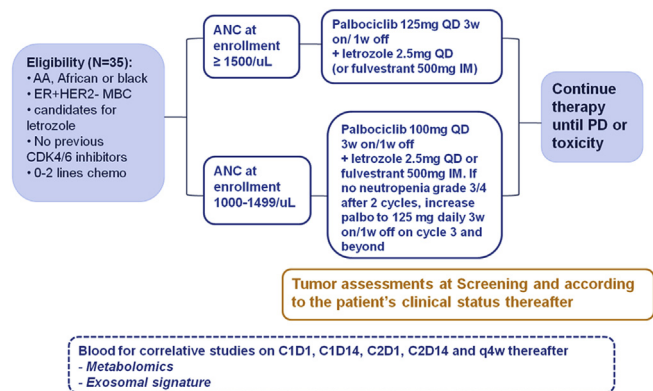 Eligibility (N=35):
• AA, African or black
• ER+HER2- MBC
• candidates for
letrozole
• No previous
CDK4/6 inhibitors
• 0-2 lines chemo
ANC at
enrollment
≥ 1500/uL
Palbociclib 125mg QD 3w
on/ 1w off
+ letrozole 2.5mg QD
(or fulvestrant 500mg IM)
ANC at
enrollment
1000-1499/uL
Palbociclib 100mg QD
3w on/1w off
+ letrozole 2.5mg QD or
fulvestrant 500mg IM. If
no neutropenia grade 3/4
after 2 cycles, increase
palbo to 125 mg daily 3w
on/1w off on cycle 3 and
beyond
Continue
therapy
until PD or
toxicity
Tumor assessments at Screening and according
to the patient's clinical status thereafter
Blood for correlative studies on C1D1, C1D14, C2D1, C2D14 and q4w thereafter
- Metabolomics
- Exosomal signature